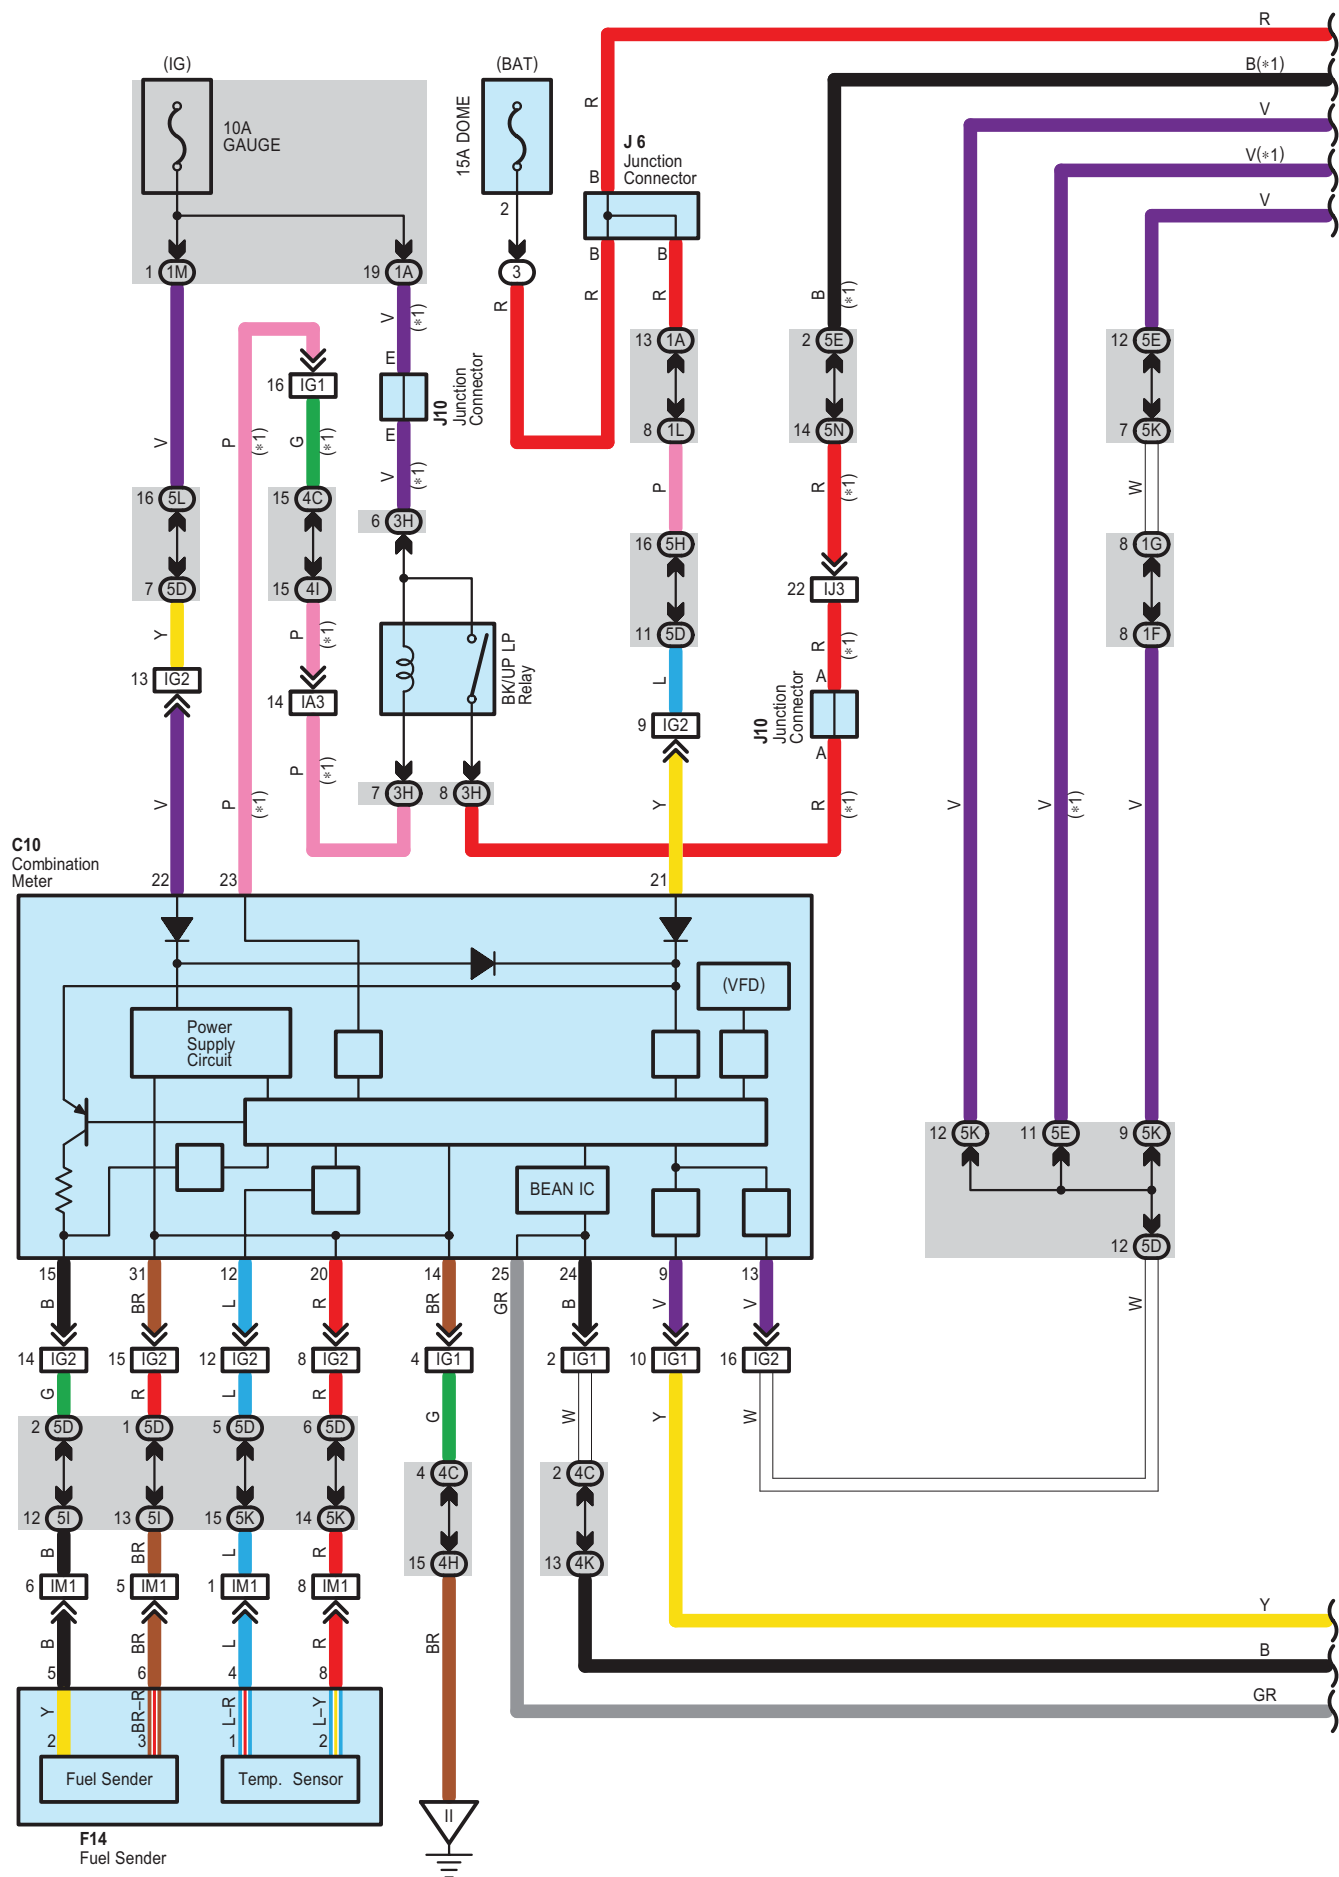 R
B(*1)
V
V(*1)
V
(IG)
10A
GAUGE
(BAT)
15A DOME
2
3
R
R
B
J 6
Junction
Connector
B
B
R
R
1 1M
19 1A
V
(*1)
E
J10
Junction
Connector
E
V
(*1)
6 3H
16 IG1
G
(*1)
P
(*1)
V
16 5L
7 5D
15 4C
15 4I
Y
P
(*1)
13 IG2
14 IA3
P
(*1)
V
P
(*1)
BK/UP LP
Relay
7 3H
8 3H
13 1A
8 1L
P
16 5H
11 5D
L
9 IG2
Y
B
(*1)
2 5E
14 5N
R
(*1)
22 IJ3
R
(*1)
A
J10
Junction
Connector
A
R
(*1)
12 5E
7 5K
W
8 1G
8 1F
V
V
(*1)
V
12 5K
11 5E
9 5K
12 5D
W
C10
Combination
Meter
22
23
21
(VFD)
Power
Supply
Circuit
BEAN IC
15
31
12
20
14
25
24
9
13
B
BR
L
R
BR
GR
B
V
V
14 IG2
15 IG2
12 IG2
8 IG2
4 IG1
2 IG1
10 IG1
16 IG2
G
R
L
R
G
W
Y
W
2 5D
1 5D
5 5D
6 5D
4 4C
2 4C
12 5I
13 5I
15 5K
14 5K
15 4H
13 4K
B
BR
L
R
6 IM1
5 IM1
1 IM1
8 IM1
B
BR
L
R
BR
5
6
4
8
Y
BR–R
L–R
L–Y
2
3
1
2
Fuel Sender
Temp. Sensor
F14
Fuel Sender
II
Y
B
GR